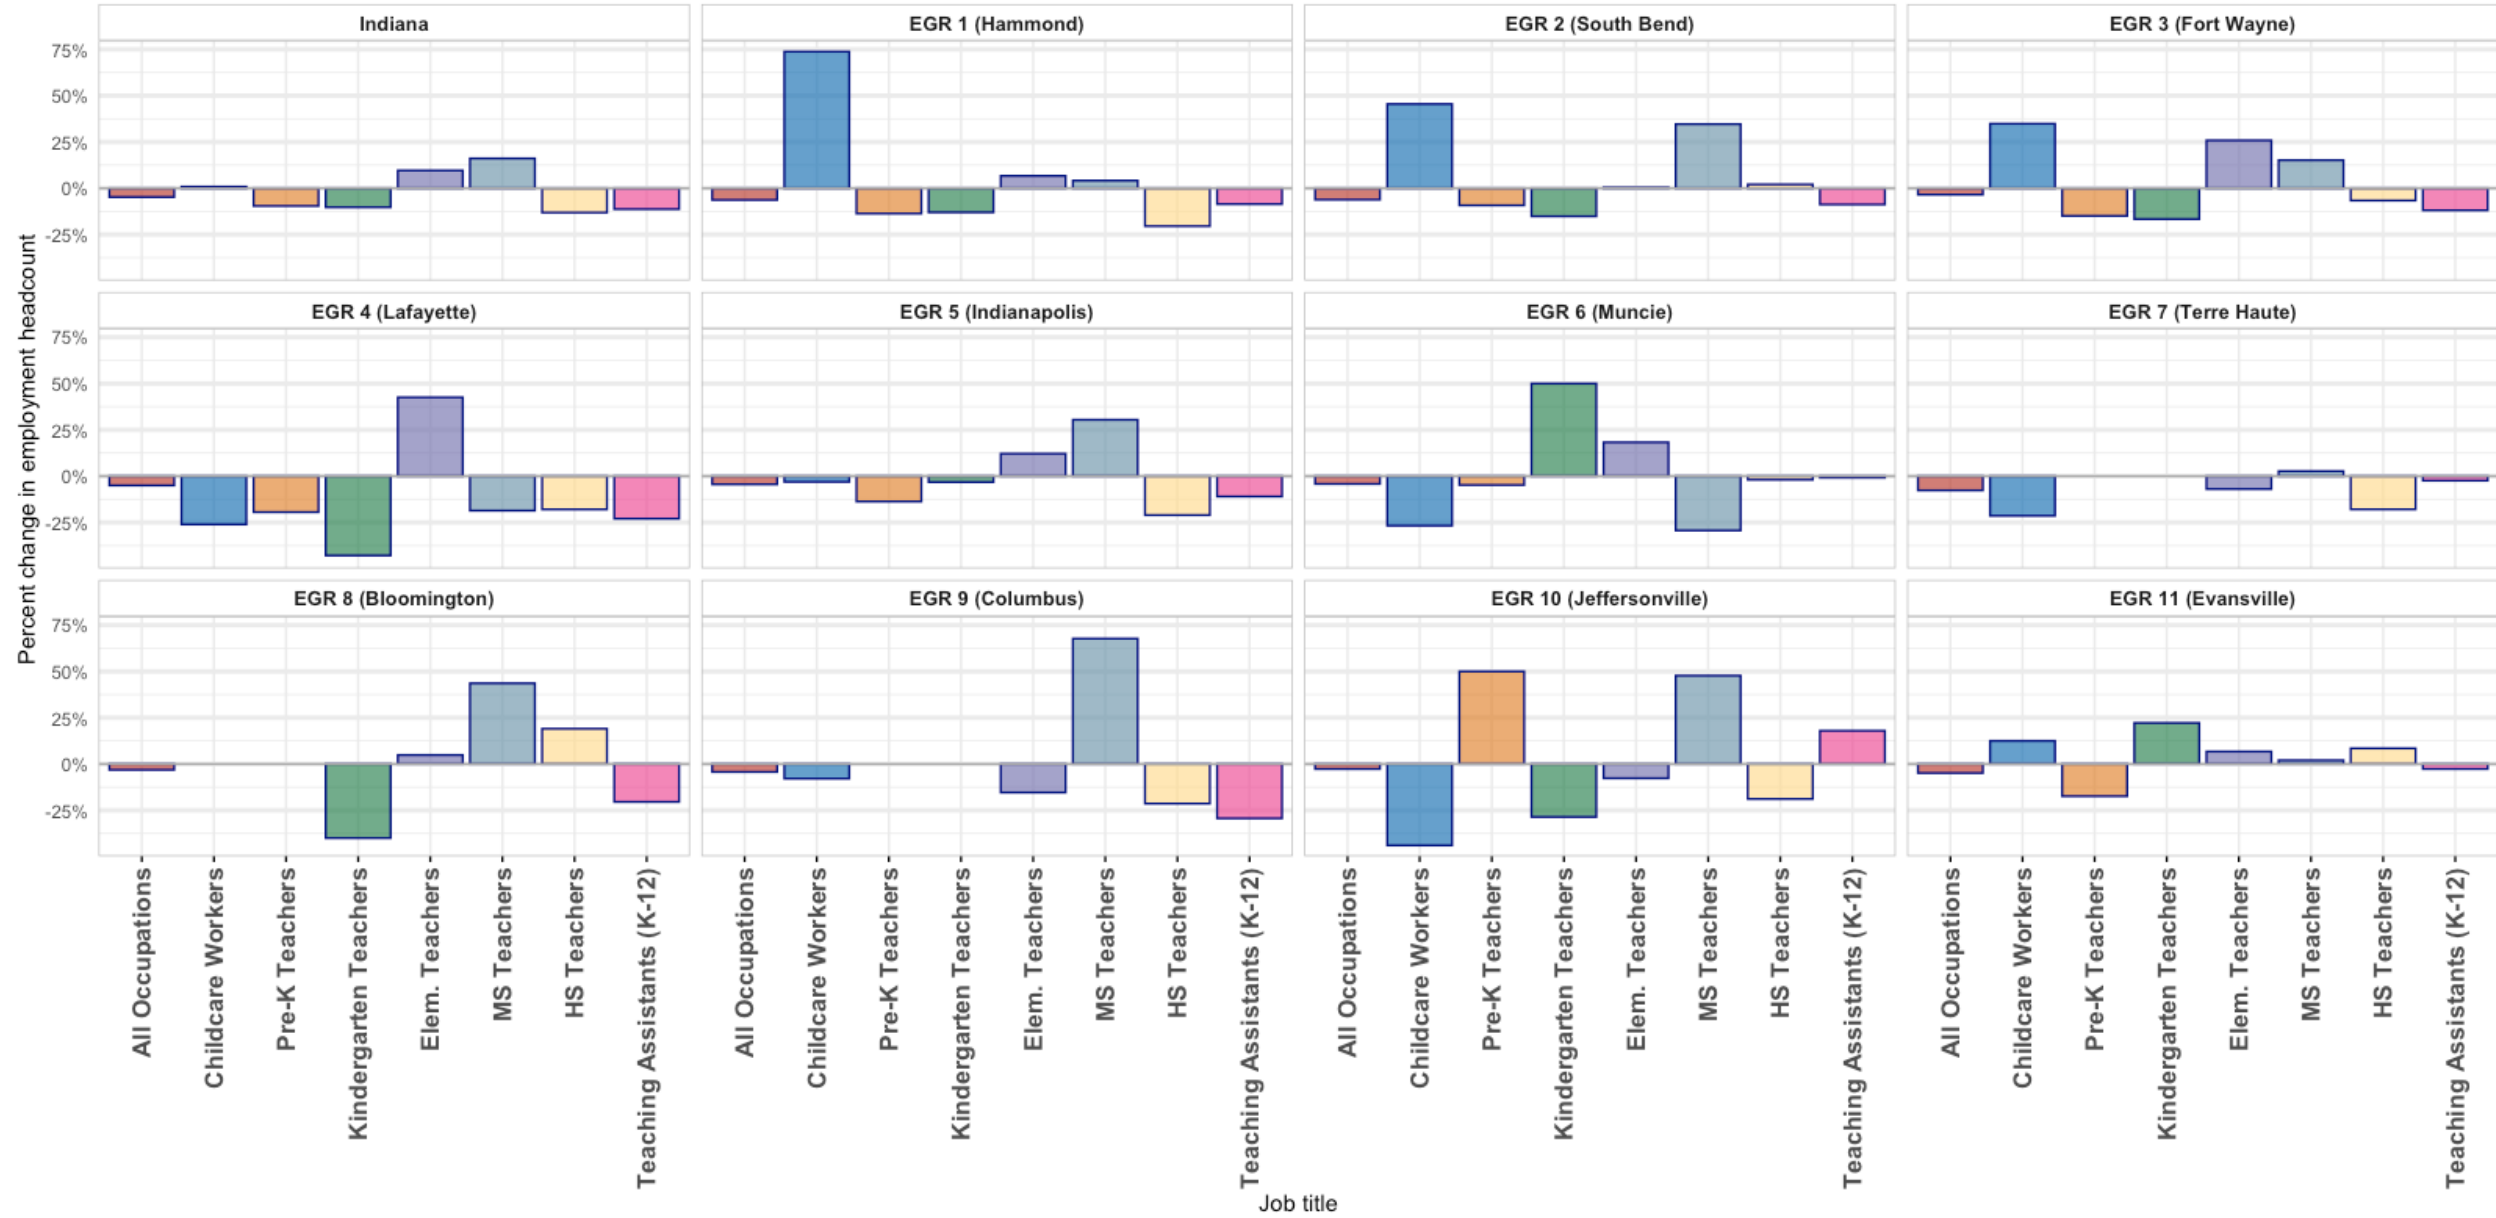 Indiana
EGR 1 (Hammond)
EGR 2 (South Bend)
EGR 3 (Fort Wayne)
75%
50%
25%
0%
-25%
EGR 4 (Lafayette)
EGR 5 (Indianapolis)
EGR 6 (Muncie)
EGR 7 (Terre Haute)
75%
50%
25%
0%
-25%
EGR 8 (Bloomington)
EGR 9 (Columbus)
EGR 10 (Jeffersonville)
EGR 11 (Evansville)
75%
50%
25%
0%
-25%
Percent change in employment headcount
All Occupations
Childcare Workers
Pre-K Teachers
Kindergarten Teachers
Elem. Teachers
MS Teachers
HS Teachers
Teaching Assistants (K-12)
All Occupations
Childcare Workers
Pre-K Teachers
Kindergarten Teachers
Elem. Teachers
MS Teachers
HS Teachers
Teaching Assistants (K-12)
All Occupations
Childcare Workers
Pre-K Teachers
Kindergarten Teachers
Elem. Teachers
MS Teachers
HS Teachers
Teaching Assistants (K-12)
All Occupations
Childcare Workers
Pre-K Teachers
Kindergarten Teachers
Elem. Teachers
MS Teachers
HS Teachers
Teaching Assistants (K-12)
Job title